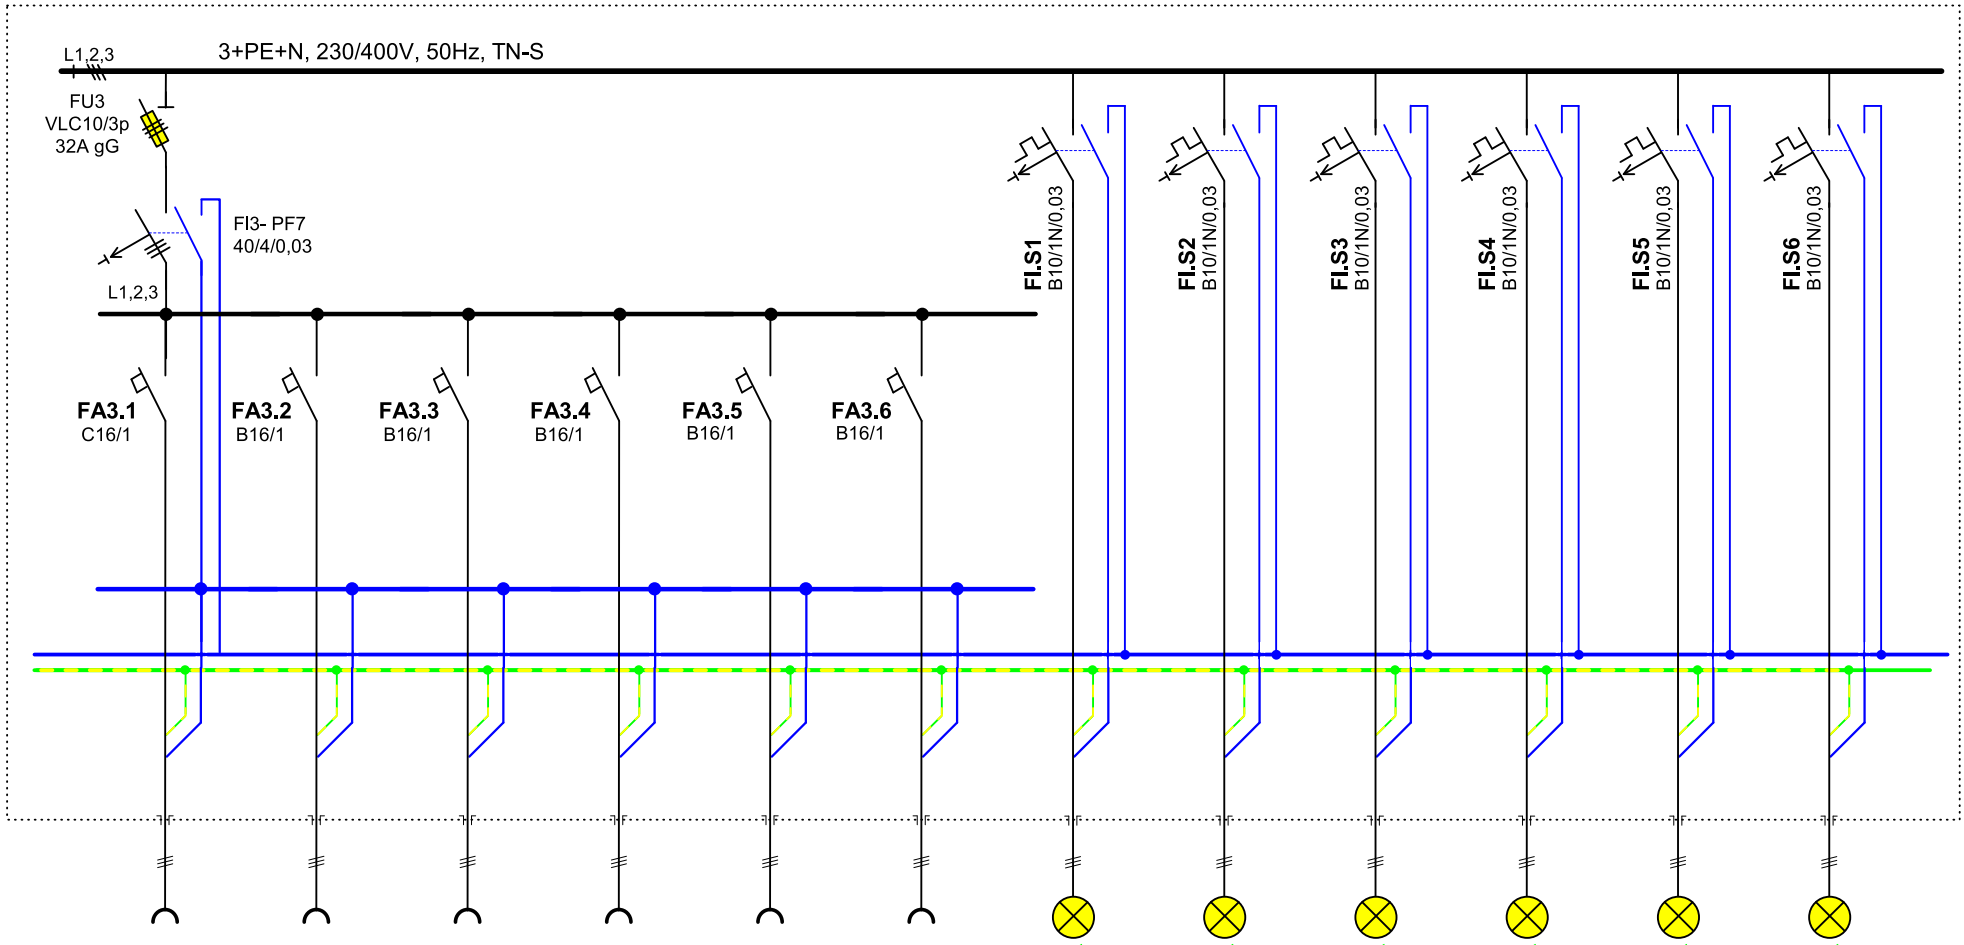 L1,2,3
3+PE+N, 230/400V, 50Hz, TN-S
FU3
VLC10/3p
32A gG
FI3- PF7
40/4/0,03
L1,2,3
FA3.1
C16/1
FA3.2
B16/1
FA3.3
B16/1
FA3.4
B16/1
FA3.5
B16/1
FA3.6
B16/1
FI.S1
B10/1N/0,03
FI.S2
B10/1N/0,03
FI.S3
B10/1N/0,03
FI.S4
B10/1N/0,03
FI.S5
B10/1N/0,03
FI.S6
B10/1N/0,03